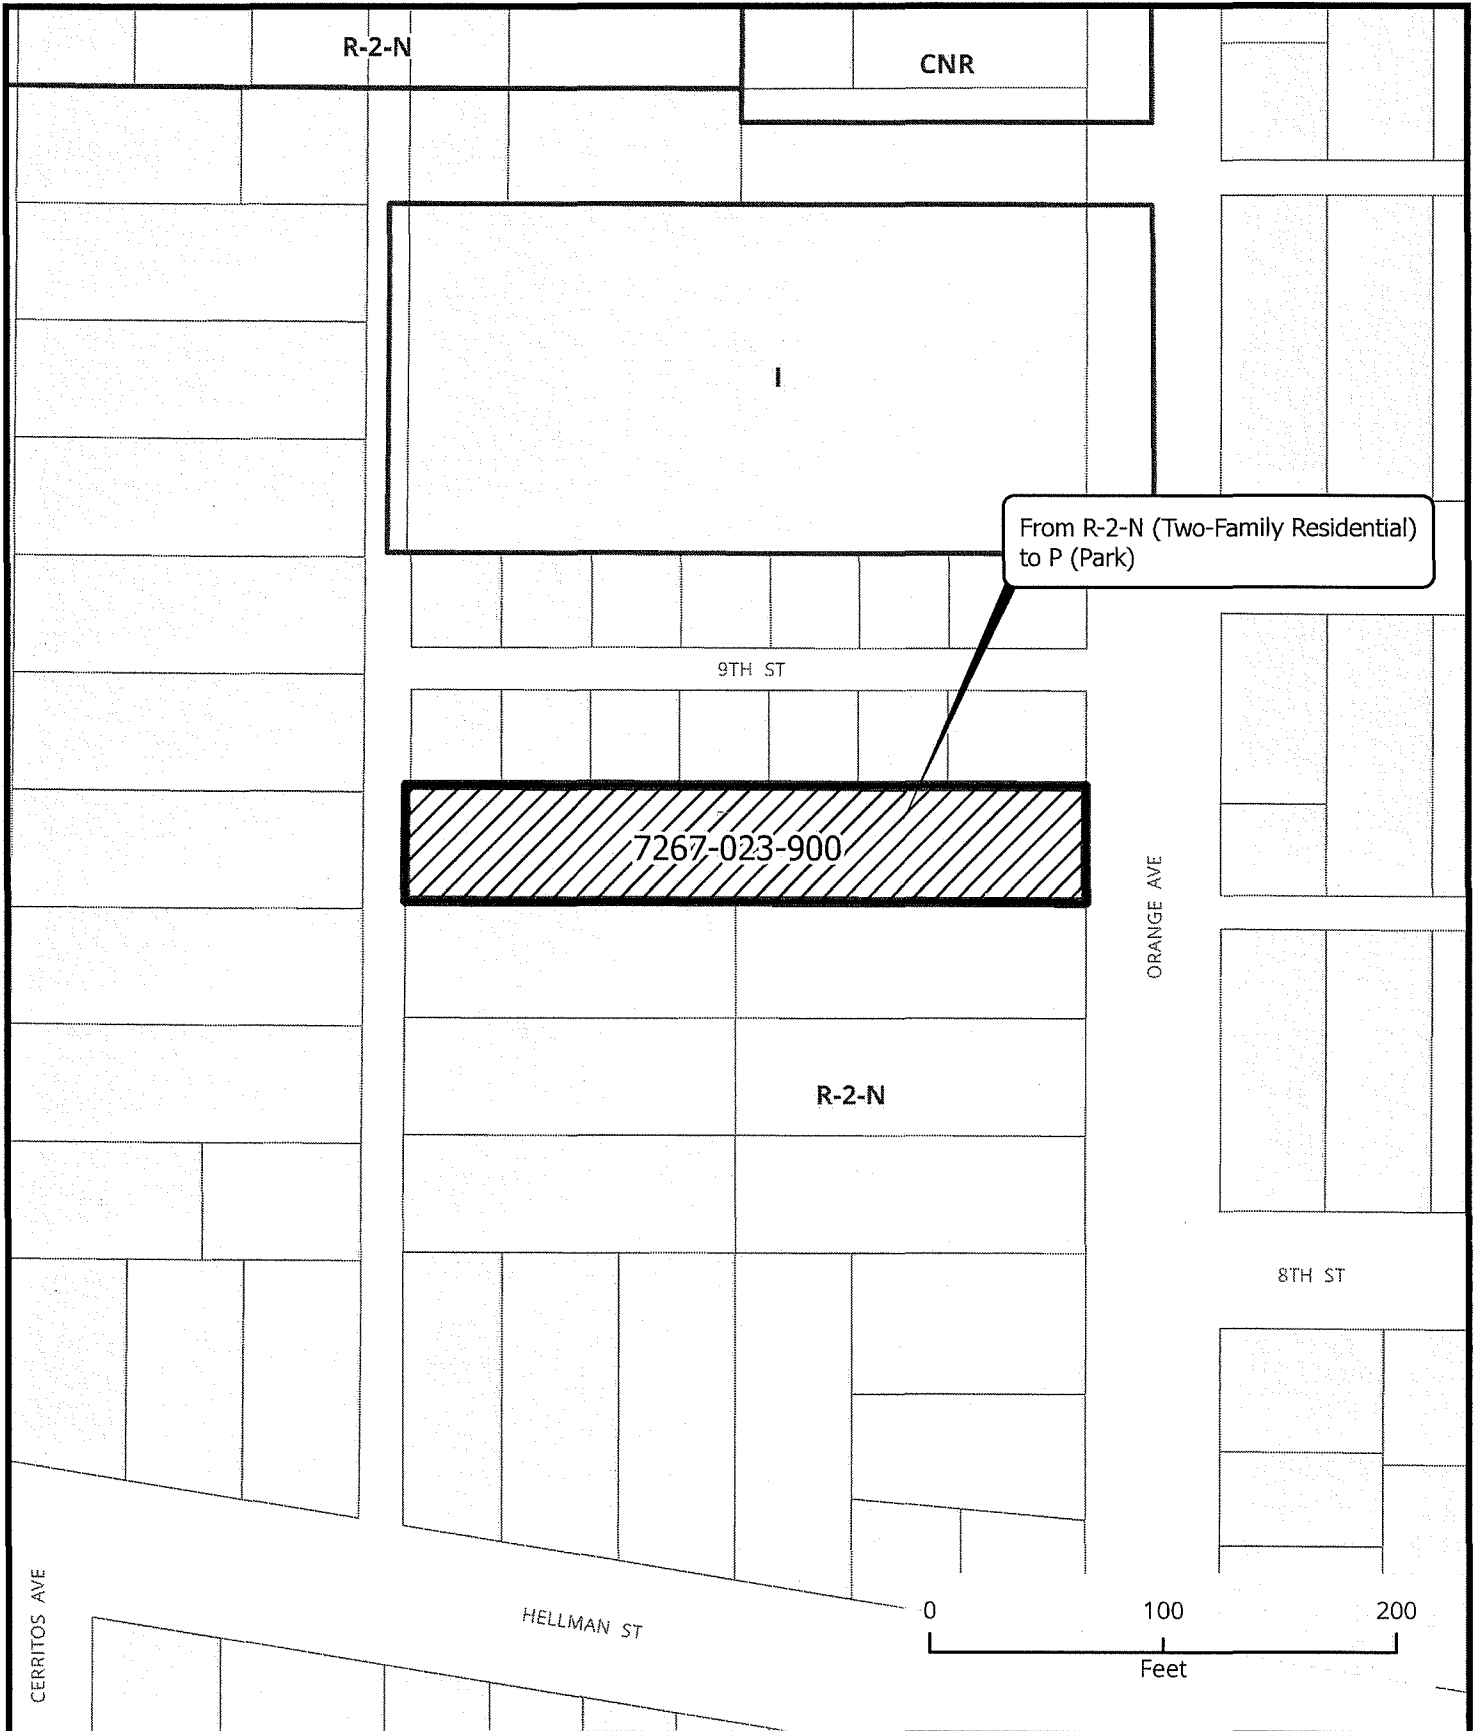 R-2-N
CNR
I
From R-2-N (Two-Family Residential)
to P (Park)
9TH ST
7267-023-900
ORANGE AVE
R-2-N
8TH ST
CERRITOS AVE
HELLMAN ST
0 100 200
Feet